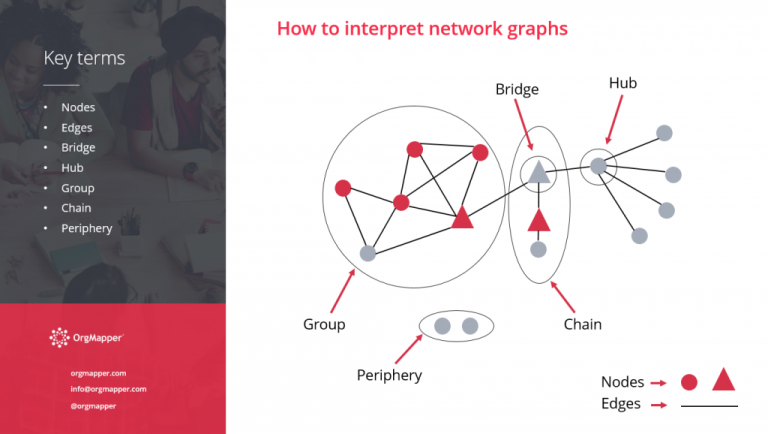 How to interpret network graphs
Key terms
• Nodes
• Edges
• Bridge
• Hub
• Group
• Chain
• Periphery
OrgMapper
orgmapper.com
info@orgmapper.com
@orgmapper
Bridge
Hub
Group
Chain
Periphery
Nodes
Edges